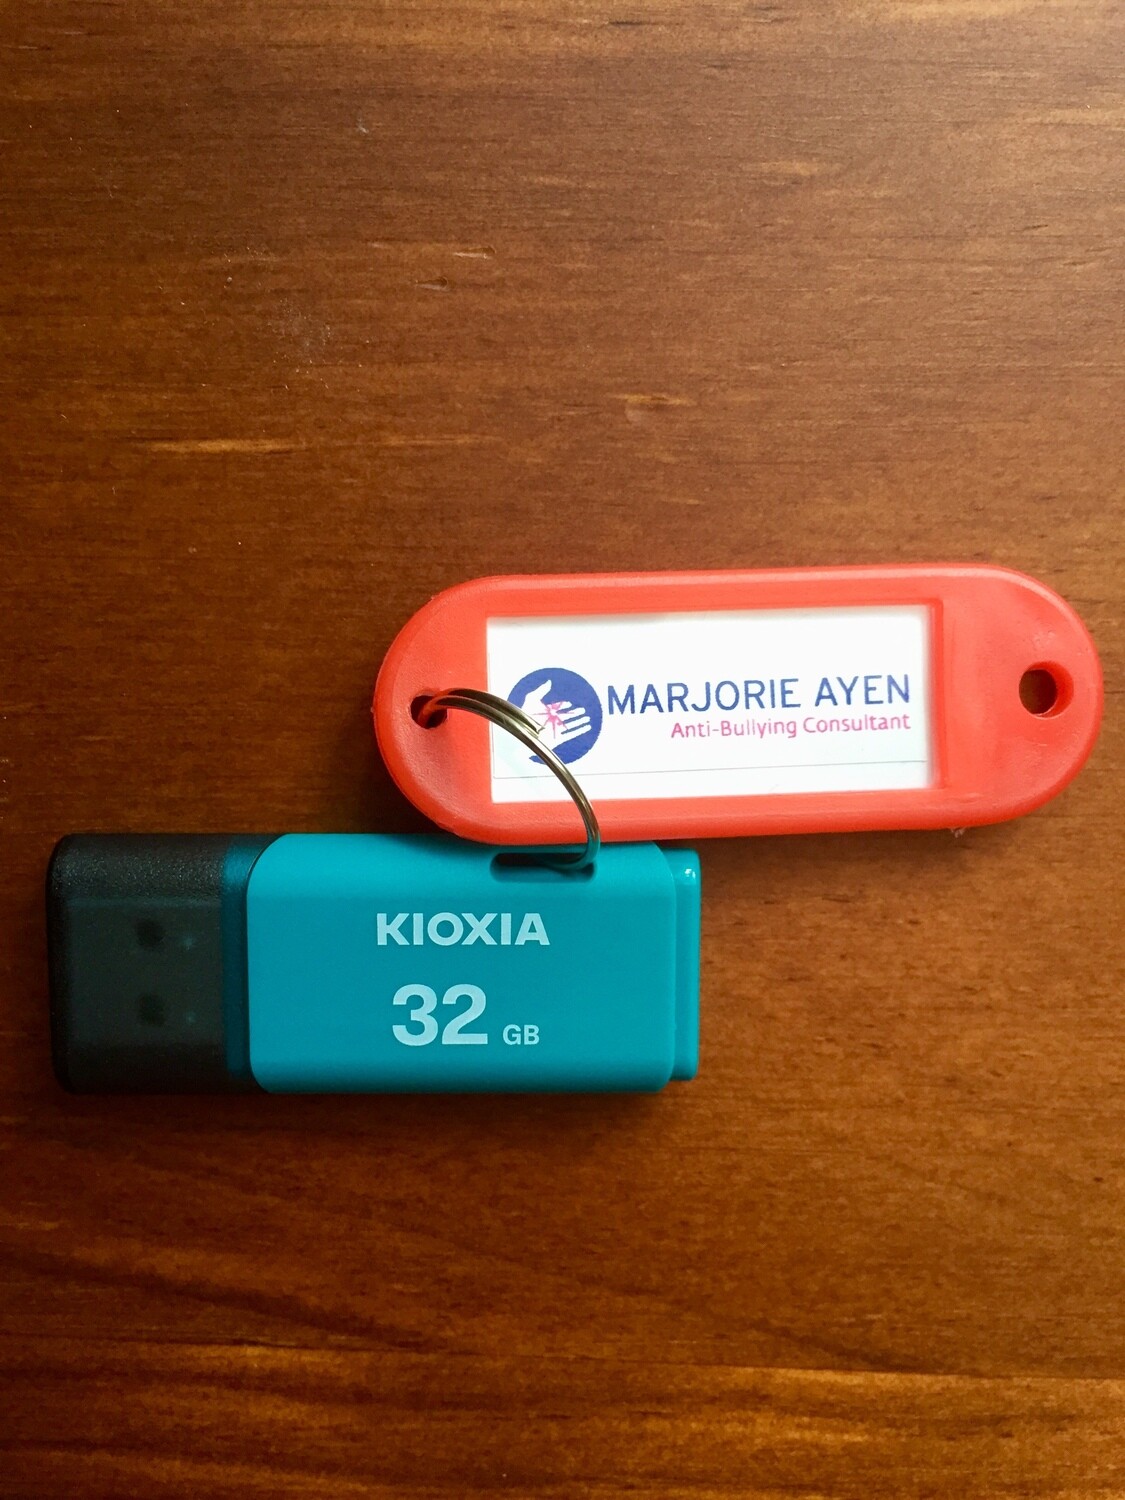 MARJORIE AYEN
Anti-Bullying Consultant
KIOXIA
32 GB